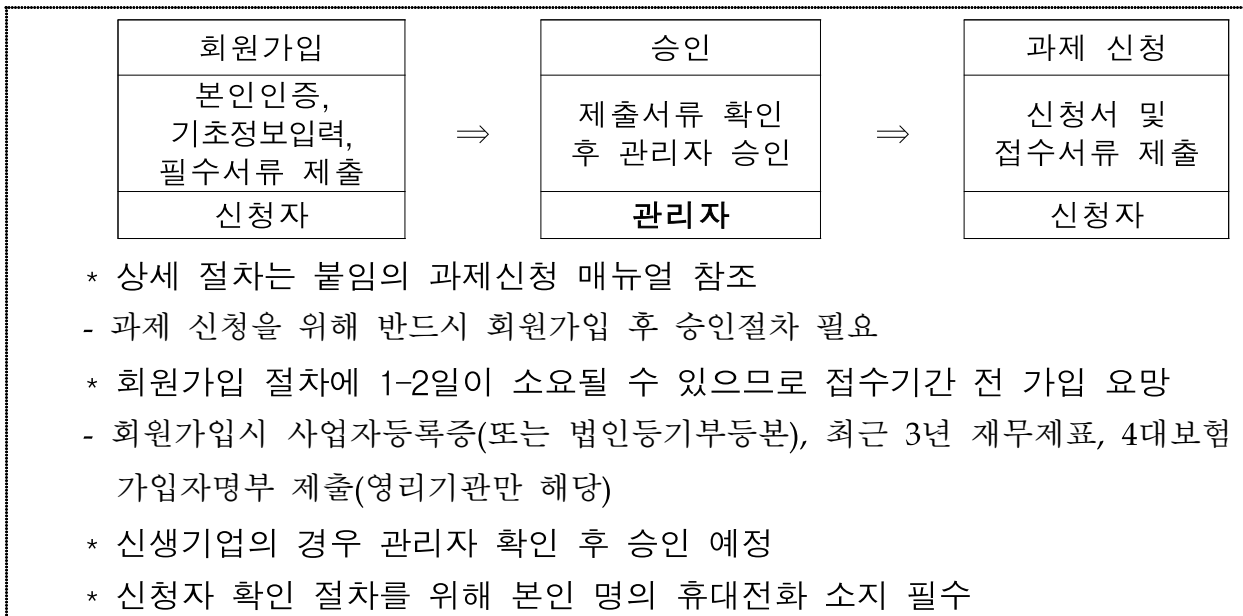 회원가입
본인인증,
기초정보입력,
필수서류 제출
신청자
⇒
승인
제출서류 확인
후 관리자 승인
관리자
⇒
과제 신청
신청서 및
접수서류 제출
신청자
* 상세 절차는 붙임의 과제신청 매뉴얼 참조
- 과제 신청을 위해 반드시 회원가입 후 승인절차 필요
* 회원가입 절차에 1-2일이 소요될 수 있으므로 접수기간 전 가입 요망
- 회원가입시 사업자등록증(또는 법인등기부등본), 최근 3년 재무제표, 4대보험
가입자명부 제출(영리기관만 해당)
* 신생기업의 경우 관리자 확인 후 승인 예정
* 신청자 확인 절차를 위해 본인 명의 휴대전화 소지 필수